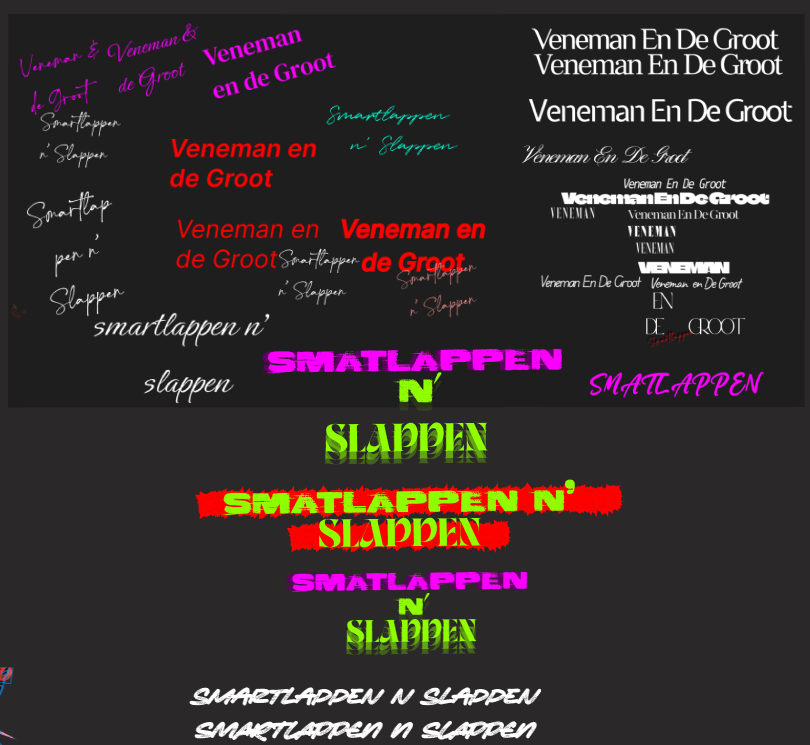 Veneman &
de Groot
Veneman &
de Groot
Veneman
en de Groot
Smartlappen
n' Slappen
Smartlap
pen n'
Slappen
smartlappen n'
slappen
Veneman en
de Groot
Veneman en
de Groot
Veneman en
de Groot
Smartlappen
n' Slappen
Smartlappen
n' Slappen
Smartlappen
n' Slappen
Veneman En De Groot
Veneman En De Groot
Veneman En De Groot
Veneman En De Groot
Veneman En De Groot
Veneman En De Groot
VENEMAN
Veneman En De Groot
VENEMAN
VENEMAN
VENEMAN
Veneman En De Groot
Veneman en de Groot
EN
DE GROOT
SMATLAPPEN
SMATLAPPEN
N'
SLAPPEN
SMATLAPPEN N'
SLAPPEN
SMATLAPPEN
N'
SLAPPEN
SMARTLAPPEN N SLAPPEN
SMARTLAPPEN N SLAPPEN